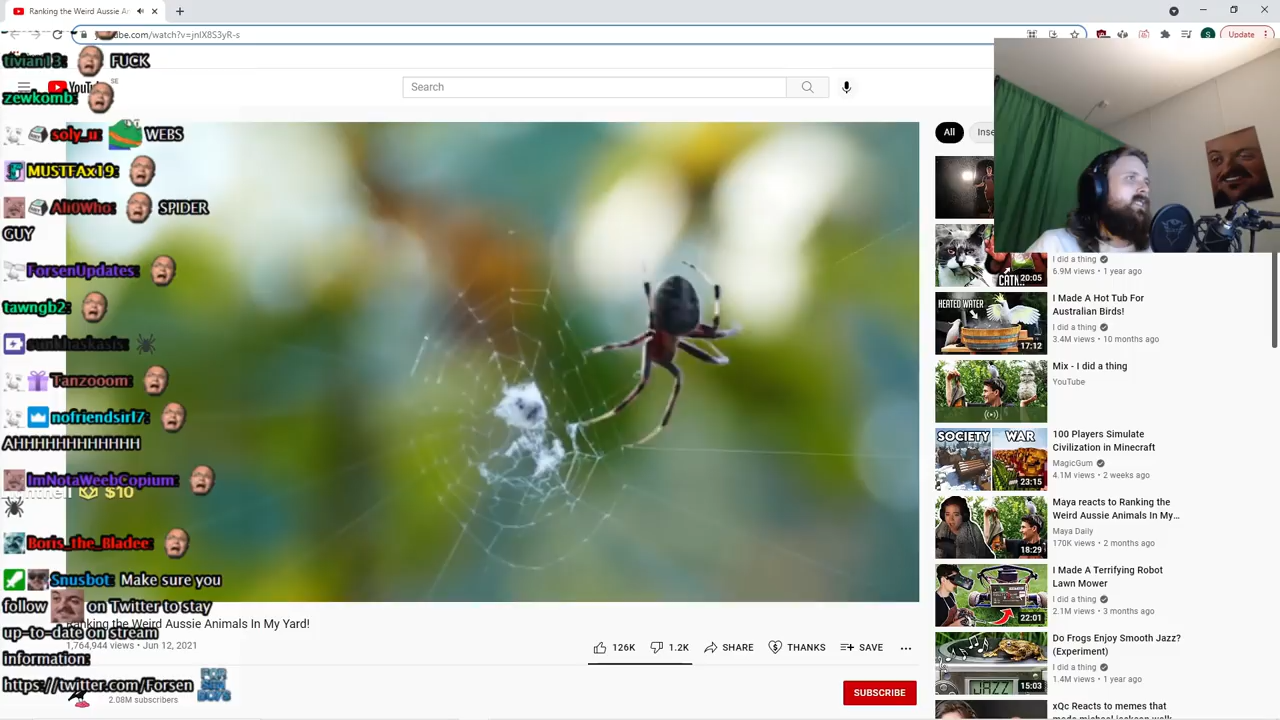 Ranking the Weird Aussie Ar
Update
tivian13: FUCK
zewkomb:
SE
Search
soly_u: WEBS
MUSTFAx19:
Ali0Who: SPIDER
GUY
ForsenUpdates:
tawngb2:
sunkhaskasis:
Tanzooom:
nofriendsirl7:
AHHHHHHHHHHHH
ImNotaWeebCopium:
$10
Boris_the_Bladee:
Snusbot: Make sure you
follow on Twitter to stay
up-to-date on stream
information:
https://twitter.com/Forsen
Ranking the Weird Aussie Animals In My Yard!
1,764,944 views • Jun 12, 2021
126K
1.2K
SHARE
THANKS
SAVE
2.08M subscribers
SUBSCRIBE
All
I did a thing
6.9M views • 1 year ago
20:05
I Made A Hot Tub For
Australian Birds!
I did a thing
3.4M views • 10 months ago
HEATED WATER
17:12
Mix - I did a thing
YouTube
100 Players Simulate
Civilization in Minecraft
MagicGum
4.1M views • 2 weeks ago
SOCIETY WAR
23:15
Maya reacts to Ranking the
Weird Aussie Animals In My...
Maya Daily
170K views • 2 months ago
18:29
I Made A Terrifying Robot
Lawn Mower
I did a thing
2.1M views • 3 months ago
22:01
Do Frogs Enjoy Smooth Jazz?
(Experiment)
I did a thing
1.4M views • 1 year ago
JAZZ
15:03
xQc Reacts to memes that